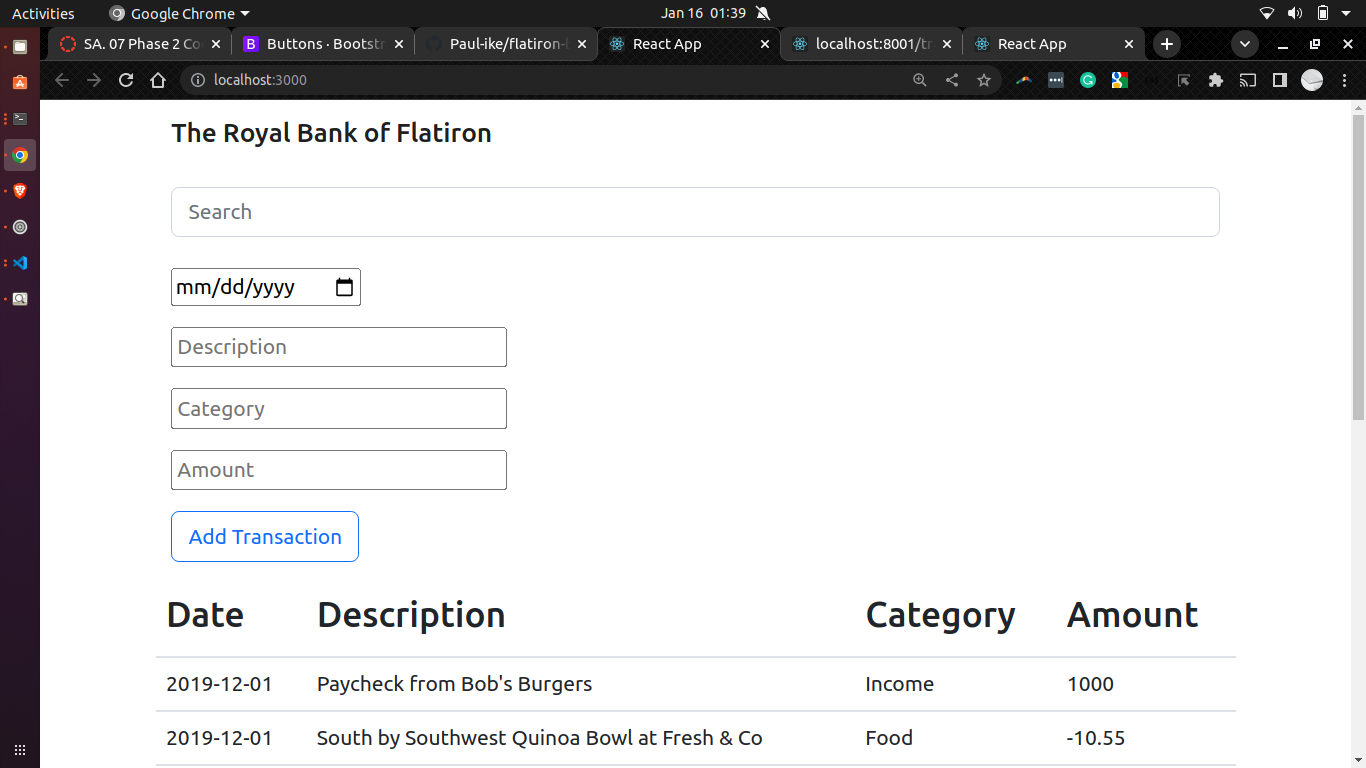 Activities Google Chrome Jan 16 01:39
SA. 07 Phase 2 Co Buttons · Bootstr Paul-ike/flatiron- React App localhost:8001/tr React App
localhost:3000
The Royal Bank of Flatiron
Search
mm/dd/yyyy
Description
Category
Amount
Add Transaction
Date Description Category Amount
2019-12-01 Paycheck from Bob's Burgers Income 1000
2019-12-01 South by Southwest Quinoa Bowl at Fresh & Co Food -10.55